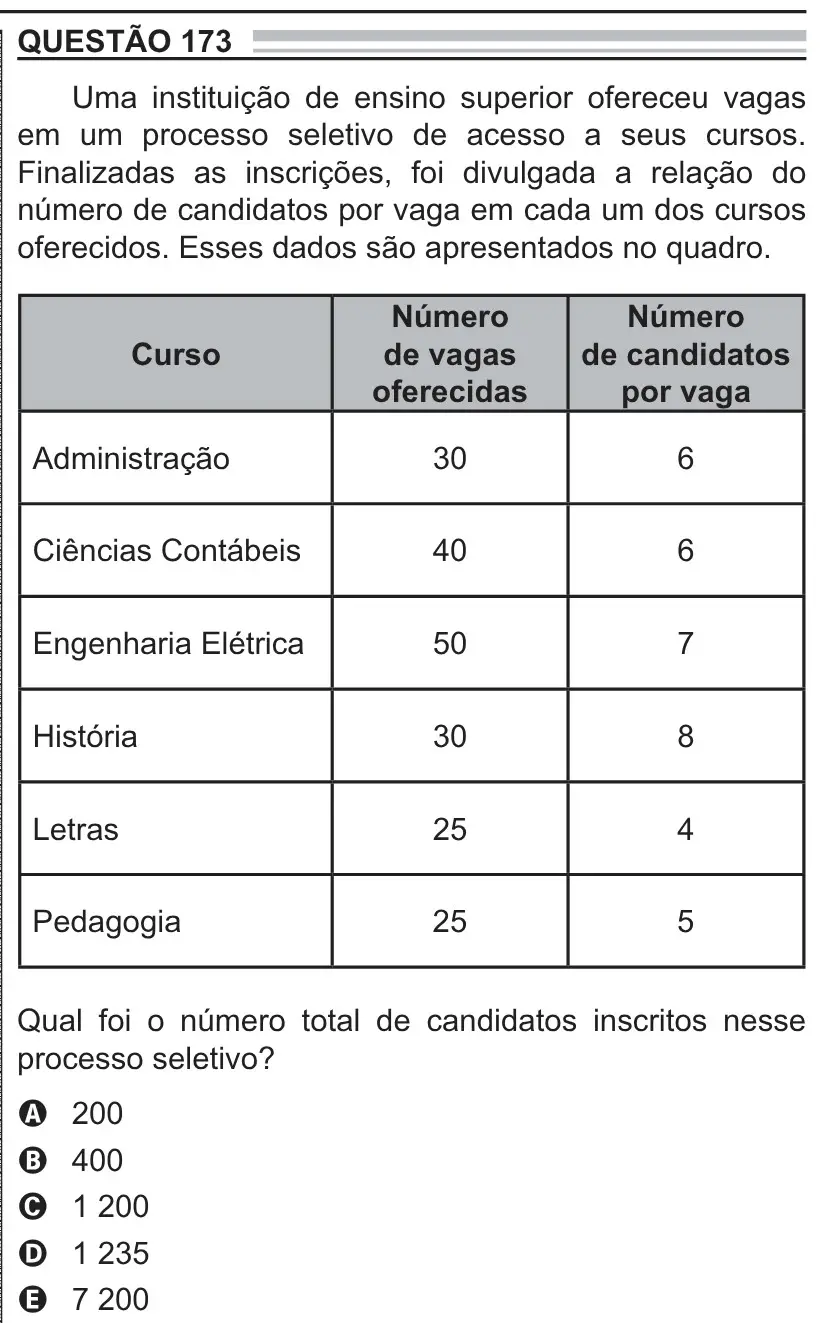 QUESTÃO 173
Uma instituição de ensino superior ofereceu vagas
em um processo seletivo de acesso a seus cursos.
Finalizadas as inscrições, foi divulgada a relação do
número de candidatos por vaga em cada um dos cursos
oferecidos. Esses dados são apresentados no quadro.
Curso
Número
de vagas
oferecidas
Número
de candidatos
por vaga
Administração 30 6
Ciências Contábeis 40 6
Engenharia Elétrica 50 7
História 30 8
Letras 25 4
Pedagogia 25 5
Qual foi o número total de candidatos inscritos nesse
processo seletivo?
A 200
B 400
C 1 200
D 1 235
E 7 200